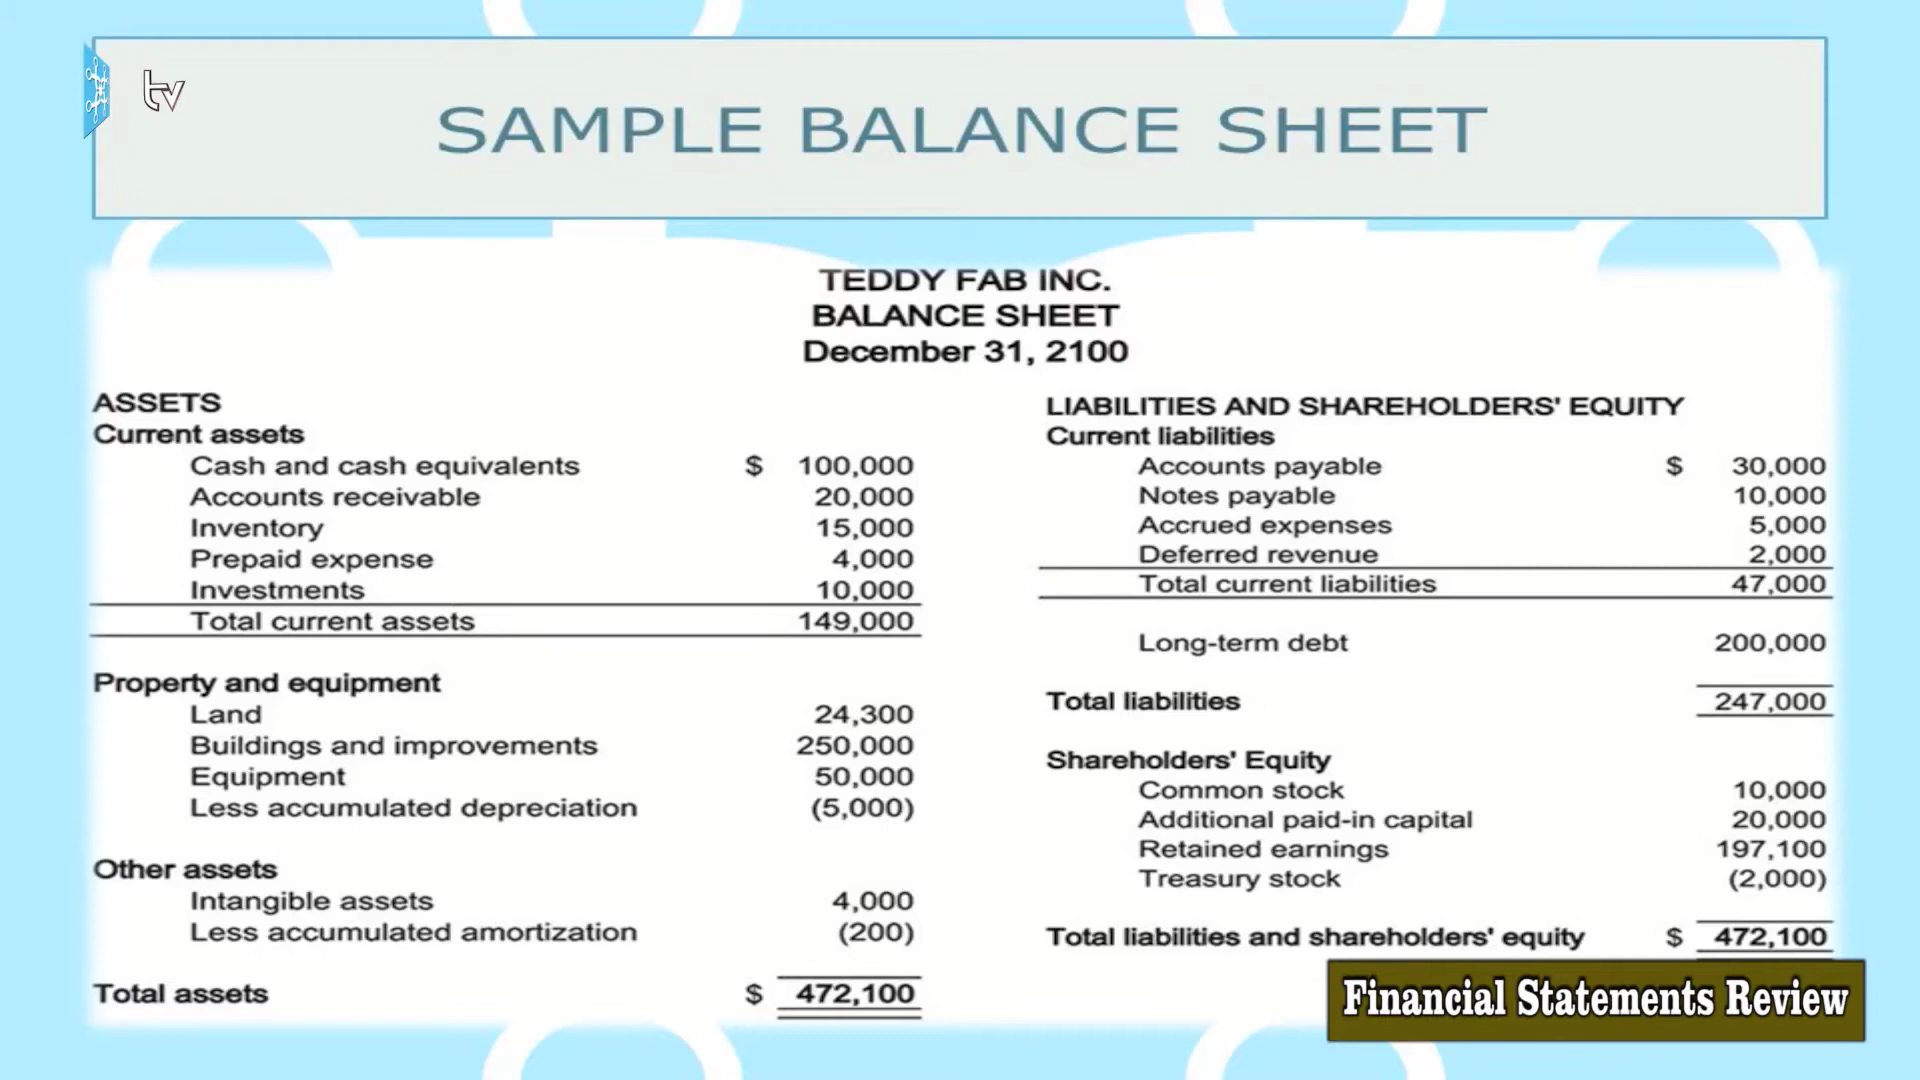 tv
SAMPLE BALANCE SHEET
TEDDY FAB INC.
BALANCE SHEET
December 31, 2100
ASSETS
Current assets
Cash and cash equivalents $ 100,000
Accounts receivable 20,000
Inventory 15,000
Prepaid expense 4,000
Investments 10,000
Total current assets 149,000
Property and equipment
Land 24,300
Buildings and improvements 250,000
Equipment 50,000
Less accumulated depreciation (5,000)
Other assets
Intangible assets 4,000
Less accumulated amortization (200)
Total assets $ 472,100
LIABILITIES AND SHAREHOLDERS' EQUITY
Current liabilities
Accounts payable $ 30,000
Notes payable 10,000
Accrued expenses 5,000
Deferred revenue 2,000
Total current liabilities 47,000
Long-term debt 200,000
Total liabilities 247,000
Shareholders' Equity
Common stock 10,000
Additional paid-in capital 20,000
Retained earnings 197,100
Treasury stock (2,000)
Total liabilities and shareholders' equity $ 472,100
Financial Statements Review